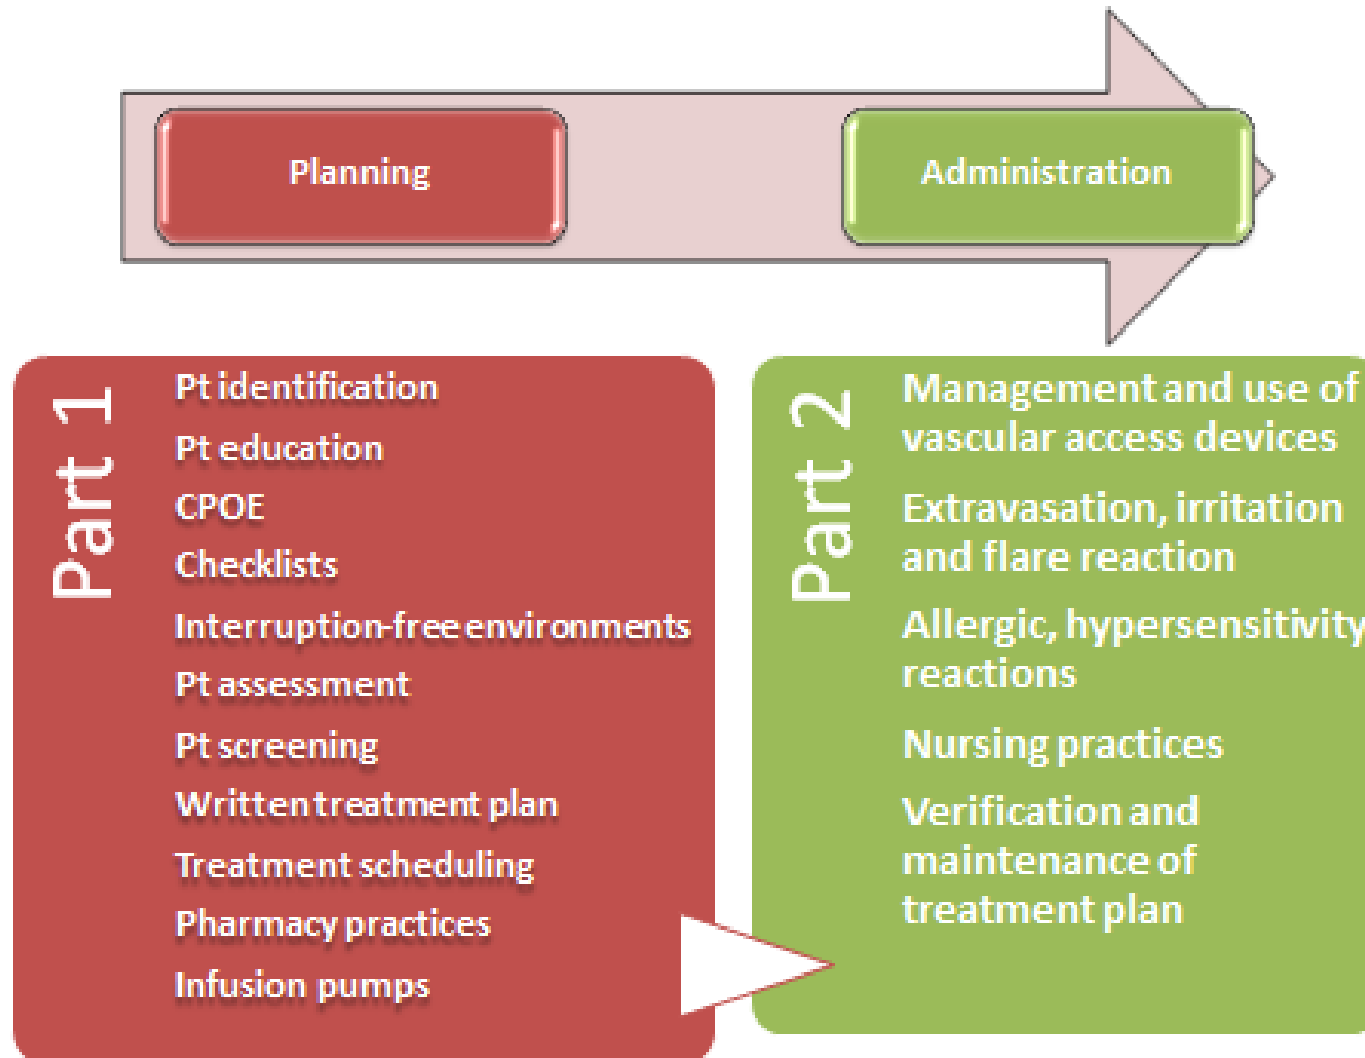 Planning
Administration
Part 1
Pt identification
Pt education
CPOE
Checklists
Interruption-free environments
Pt assessment
Pt screening
Written treatment plan
Treatment scheduling
Pharmacy practices
Infusion pumps
Part 2
Management and use of
vascular access devices
Extravasation, irritation
and flare reaction
Allergic, hypersensitivity
reactions
Nursing practices
Verification and
maintenance of
treatment plan